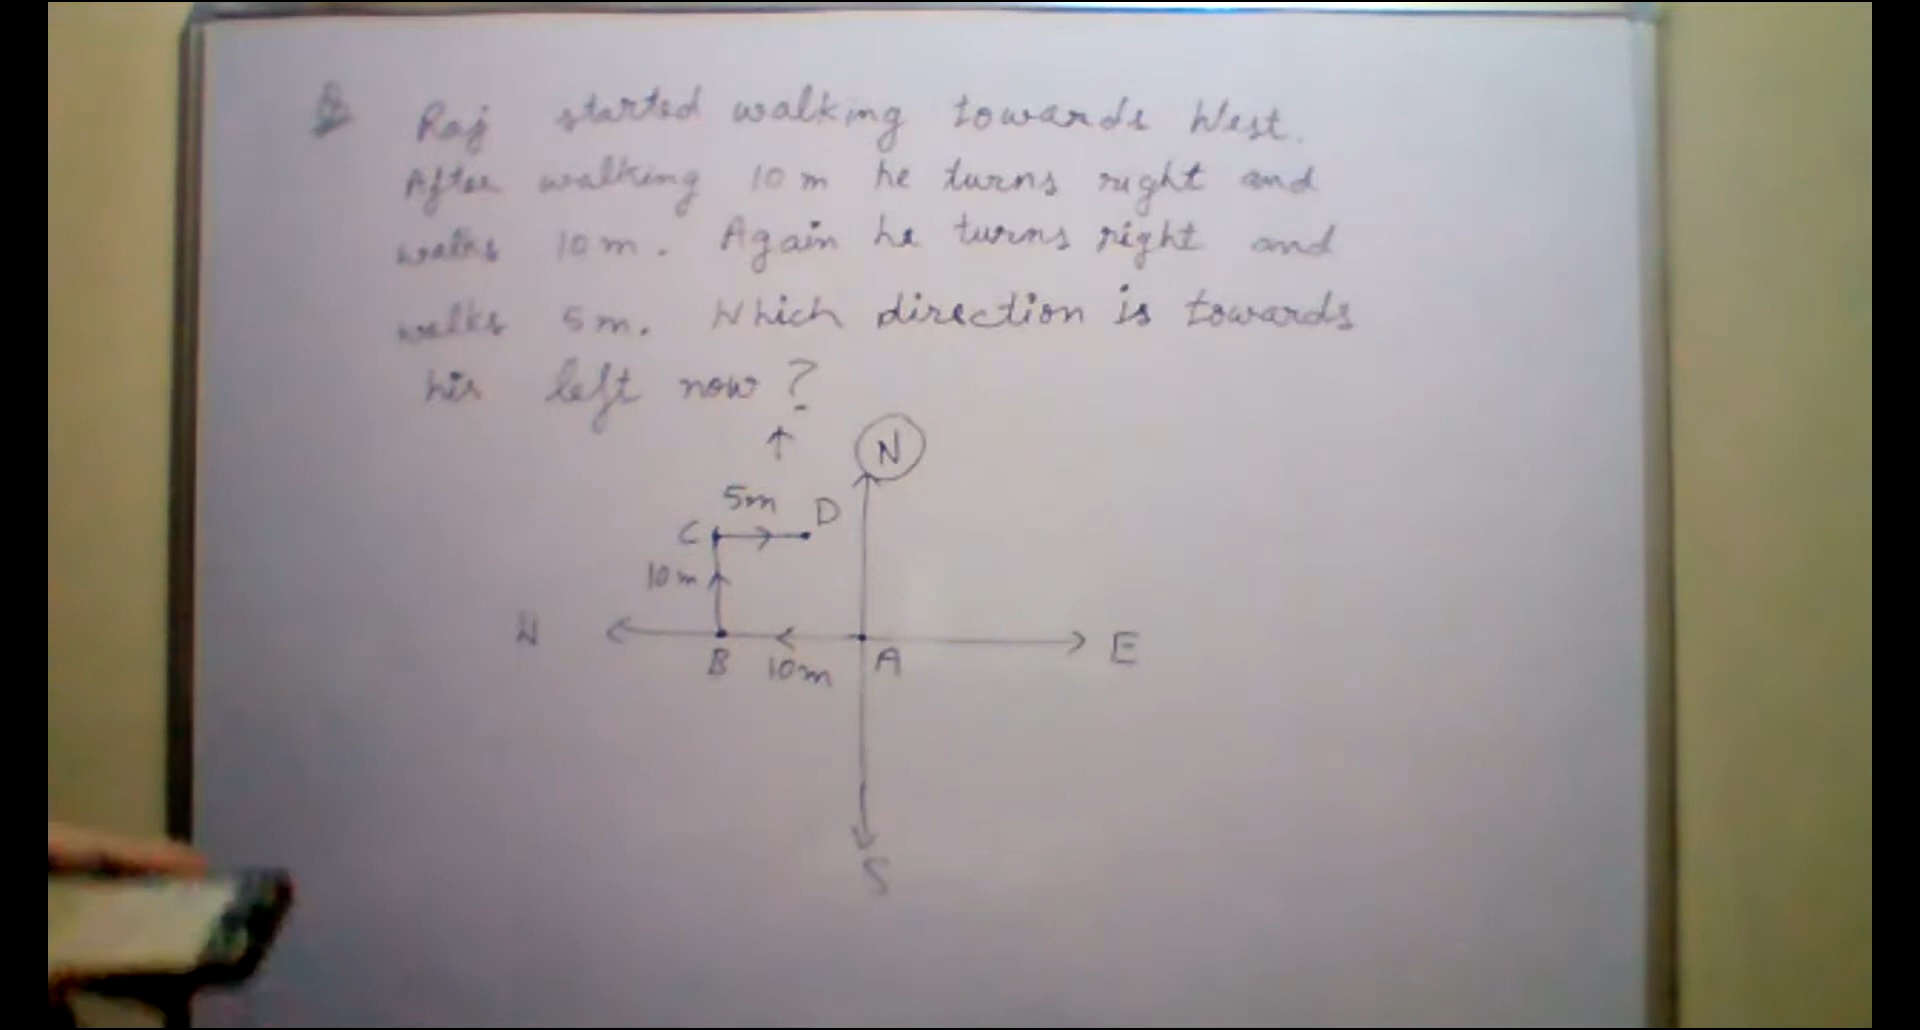 Q Raj started walking towards West.
After walking 10 m he turns right and
walks 10 m. Again he turns right and
walks 5 m. Which direction is towards
his left now?
N
5m D
C
10m
W E
B 10m A
S